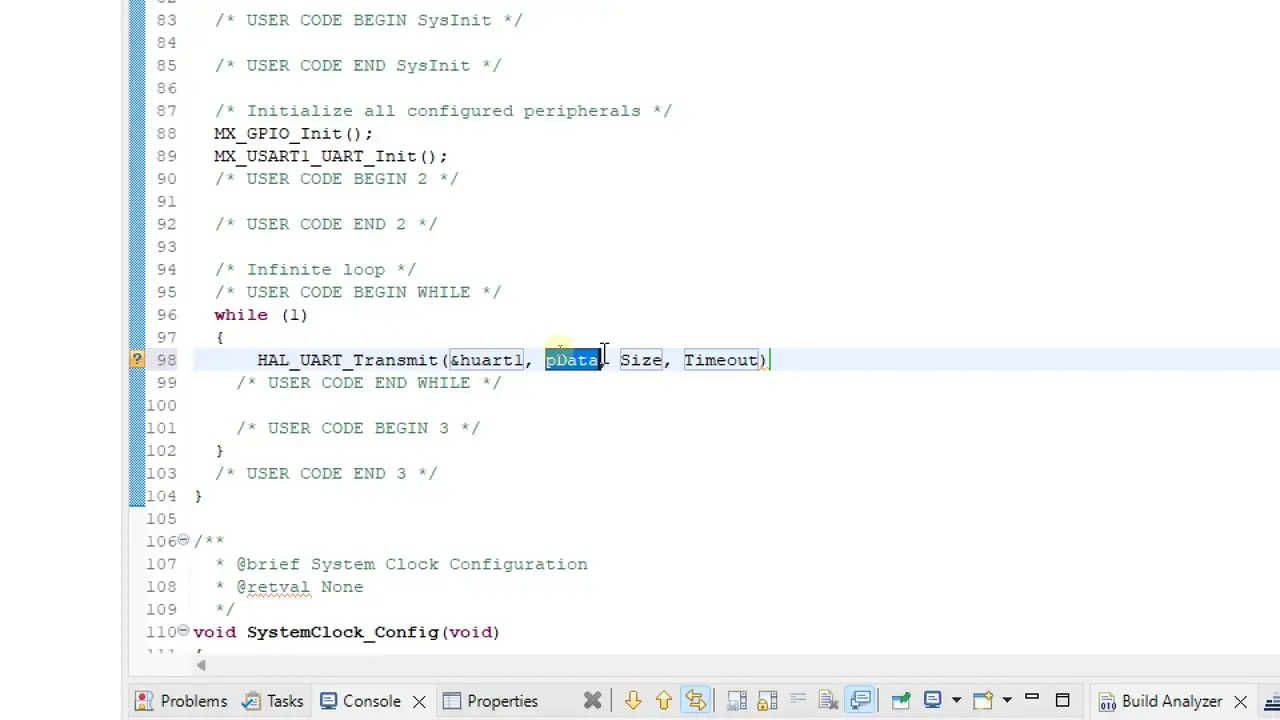 83 /* USER CODE BEGIN SysInit */
84
85 /* USER CODE END SysInit */
86
87 /* Initialize all configured peripherals */
88 MX_GPIO_Init();
89 MX_USART1_UART_Init();
90 /* USER CODE BEGIN 2 */
91
92 /* USER CODE END 2 */
93
94 /* Infinite loop */
95 /* USER CODE BEGIN WHILE */
96 while (1)
97 {
98 HAL_UART_Transmit(&huart1, pData, Size, Timeout)
99 /* USER CODE END WHILE */
100
101 /* USER CODE BEGIN 3 */
102 }
103 /* USER CODE END 3 */
104 }
105
106 /**
107 * @brief System Clock Configuration
108 * @retval None
109 */
110 void SystemClock_Config(void)
Problems Tasks Console Properties Build Analyzer